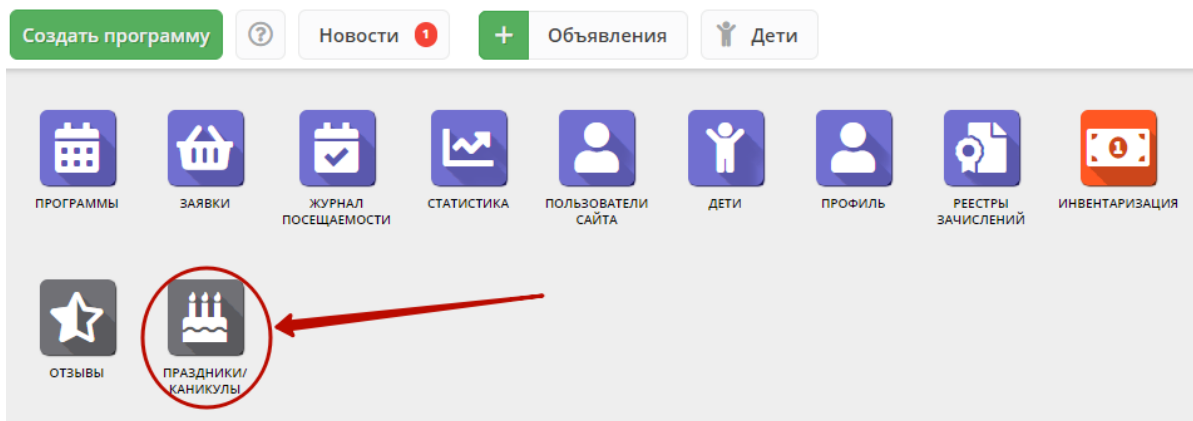 Создать программу
?
Новости 1
+ Объявления
Дети
ПРОГРАММЫ
ЗАЯВКИ
ЖУРНАЛ
ПОСЕЩАЕМОСТИ
СТАТИСТИКА
ПОЛЬЗОВАТЕЛИ
САЙТА
ДЕТИ
ПРОФИЛЬ
РЕЕСТРЫ
ЗАЧИСЛЕНИЙ
1
ИНВЕНТАРИЗАЦИЯ
ОТЗЫВЫ
ПРАЗДНИКИ/
КАНИКУЛЫ